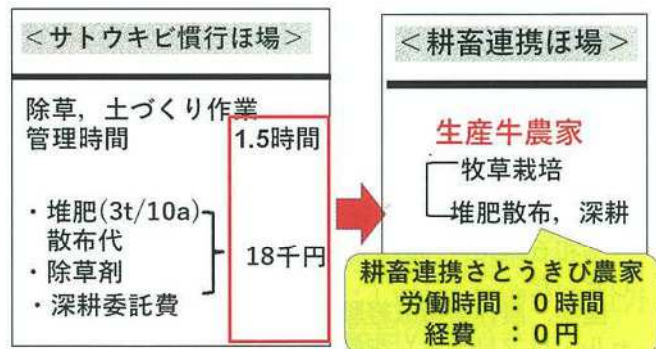 ＜サトウキビ慣行ほ場＞
除草，土づくり作業
管理時間 1.5時間
・堆肥(3t/10a)
散布代
・除草剤
・深耕委託費
18千円
＜耕畜連携ほ場＞
生産牛農家
牧草栽培
堆肥散布，深耕
耕畜連携さとうきび農家
労働時間：０時間
経費　：０円